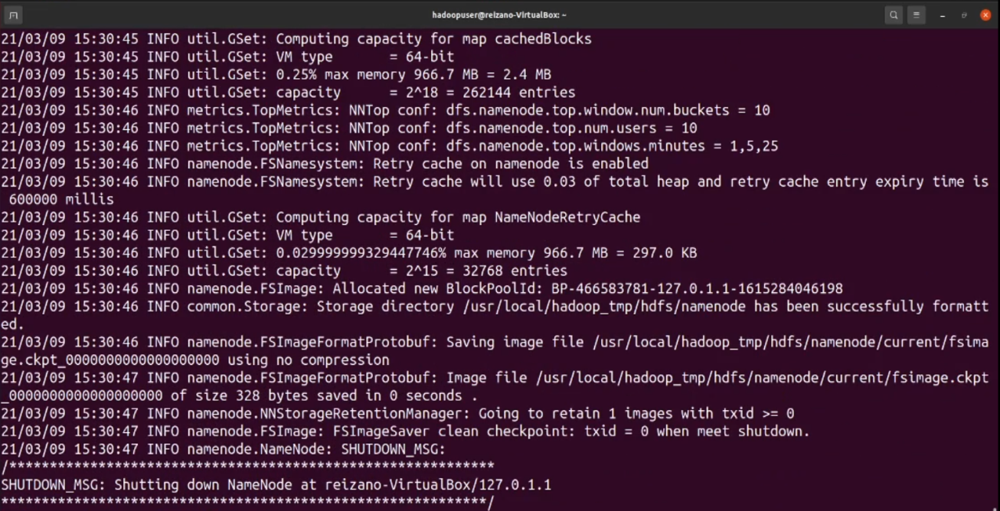 hadoopuser@reizano-VirtualBox: ~
21/03/09 15:30:45 INFO util.GSet: Computing capacity for map cachedBlocks
21/03/09 15:30:45 INFO util.GSet: VM type       = 64-bit
21/03/09 15:30:45 INFO util.GSet: 0.25% max memory 966.7 MB = 2.4 MB
21/03/09 15:30:45 INFO util.GSet: capacity      = 2^18 = 262144 entries
21/03/09 15:30:46 INFO metrics.TopMetrics: NNTop conf: dfs.namenode.top.window.num.buckets = 10
21/03/09 15:30:46 INFO metrics.TopMetrics: NNTop conf: dfs.namenode.top.num.users = 10
21/03/09 15:30:46 INFO metrics.TopMetrics: NNTop conf: dfs.namenode.top.windows.minutes = 1,5,25
21/03/09 15:30:46 INFO namenode.FSNamesystem: Retry cache on namenode is enabled
21/03/09 15:30:46 INFO namenode.FSNamesystem: Retry cache will use 0.03 of total heap and retry cache entry expiry time is
 600000 millis
21/03/09 15:30:46 INFO util.GSet: Computing capacity for map NameNodeRetryCache
21/03/09 15:30:46 INFO util.GSet: VM type       = 64-bit
21/03/09 15:30:46 INFO util.GSet: 0.029999999329447746% max memory 966.7 MB = 297.0 KB
21/03/09 15:30:46 INFO util.GSet: capacity      = 2^15 = 32768 entries
21/03/09 15:30:46 INFO namenode.FSImage: Allocated new BlockPoolId: BP-466583781-127.0.1.1-1615284046198
21/03/09 15:30:46 INFO common.Storage: Storage directory /usr/local/hadoop_tmp/hdfs/namenode has been successfully formatt
ed.
21/03/09 15:30:46 INFO namenode.FSImageFormatProtobuf: Saving image file /usr/local/hadoop_tmp/hdfs/namenode/current/fsima
ge.ckpt_0000000000000000000 using no compression
21/03/09 15:30:47 INFO namenode.FSImageFormatProtobuf: Image file /usr/local/hadoop_tmp/hdfs/namenode/current/fsimage.ckpt
_0000000000000000000 of size 328 bytes saved in 0 seconds .
21/03/09 15:30:47 INFO namenode.NNStorageRetentionManager: Going to retain 1 images with txid >= 0
21/03/09 15:30:47 INFO namenode.FSImage: FSImageSaver clean checkpoint: txid = 0 when meet shutdown.
21/03/09 15:30:47 INFO namenode.NameNode: SHUTDOWN_MSG:
/************************************************************
SHUTDOWN_MSG: Shutting down NameNode at reizano-VirtualBox/127.0.1.1
************************************************************/